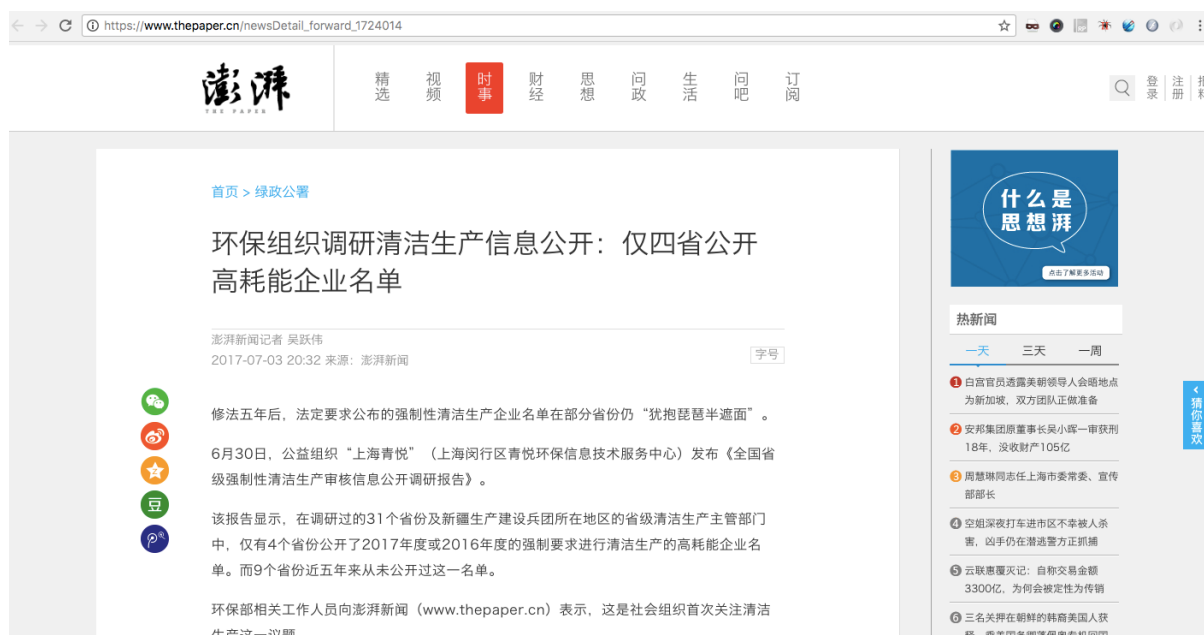 https://www.thepaper.cn/newsDetail_forward_1724014
澎湃
THE PAPER
精选
视频
时事
财经
思想
问政
生活
问吧
订阅
登录
注册
首页 > 绿政公署
环保组织调研清洁生产信息公开：仅四省公开
高耗能企业名单
澎湃新闻记者 吴跃伟
2017-07-03 20:32 来源：澎湃新闻
字号
修法五年后，法定要求公布的强制性清洁生产企业名单在部分省份仍“犹抱琵琶半遮面”。
6月30日，公益组织“上海青悦”（上海闵行区青悦环保信息技术服务中心）发布《全国省
级强制性清洁生产审核信息公开调研报告》。
该报告显示，在调研过的31个省份及新疆生产建设兵团所在地区的省级清洁生产主管部门
中，仅有4个省份公开了2017年度或2016年度的强制要求进行清洁生产的高耗能企业名
单。而9个省份近五年来从未公开过这一名单。
环保部相关工作人员向澎湃新闻（www.thepaper.cn）表示，这是社会组织首次关注清洁
生产这一议题
豆
什么是
思想湃
点击了解更多活动
热新闻
一天
三天
一周
1 白宫官员透露美朝领导人会晤地点
为新加坡，双方团队正做准备
2 安邦集团原董事长吴小晖一审获刑
18年，没收财产105亿
3 周慧琳同志任上海市委常委、宣传
部部长
4 空姐深夜打车进市区不幸被人杀
害，凶手仍在潜逃警方正抓捕
5 云联惠覆灭记：自称交易金额
3300亿，为何会被定性为传销
6 三名关押在朝鲜的韩裔美国人获
< 猜你喜欢